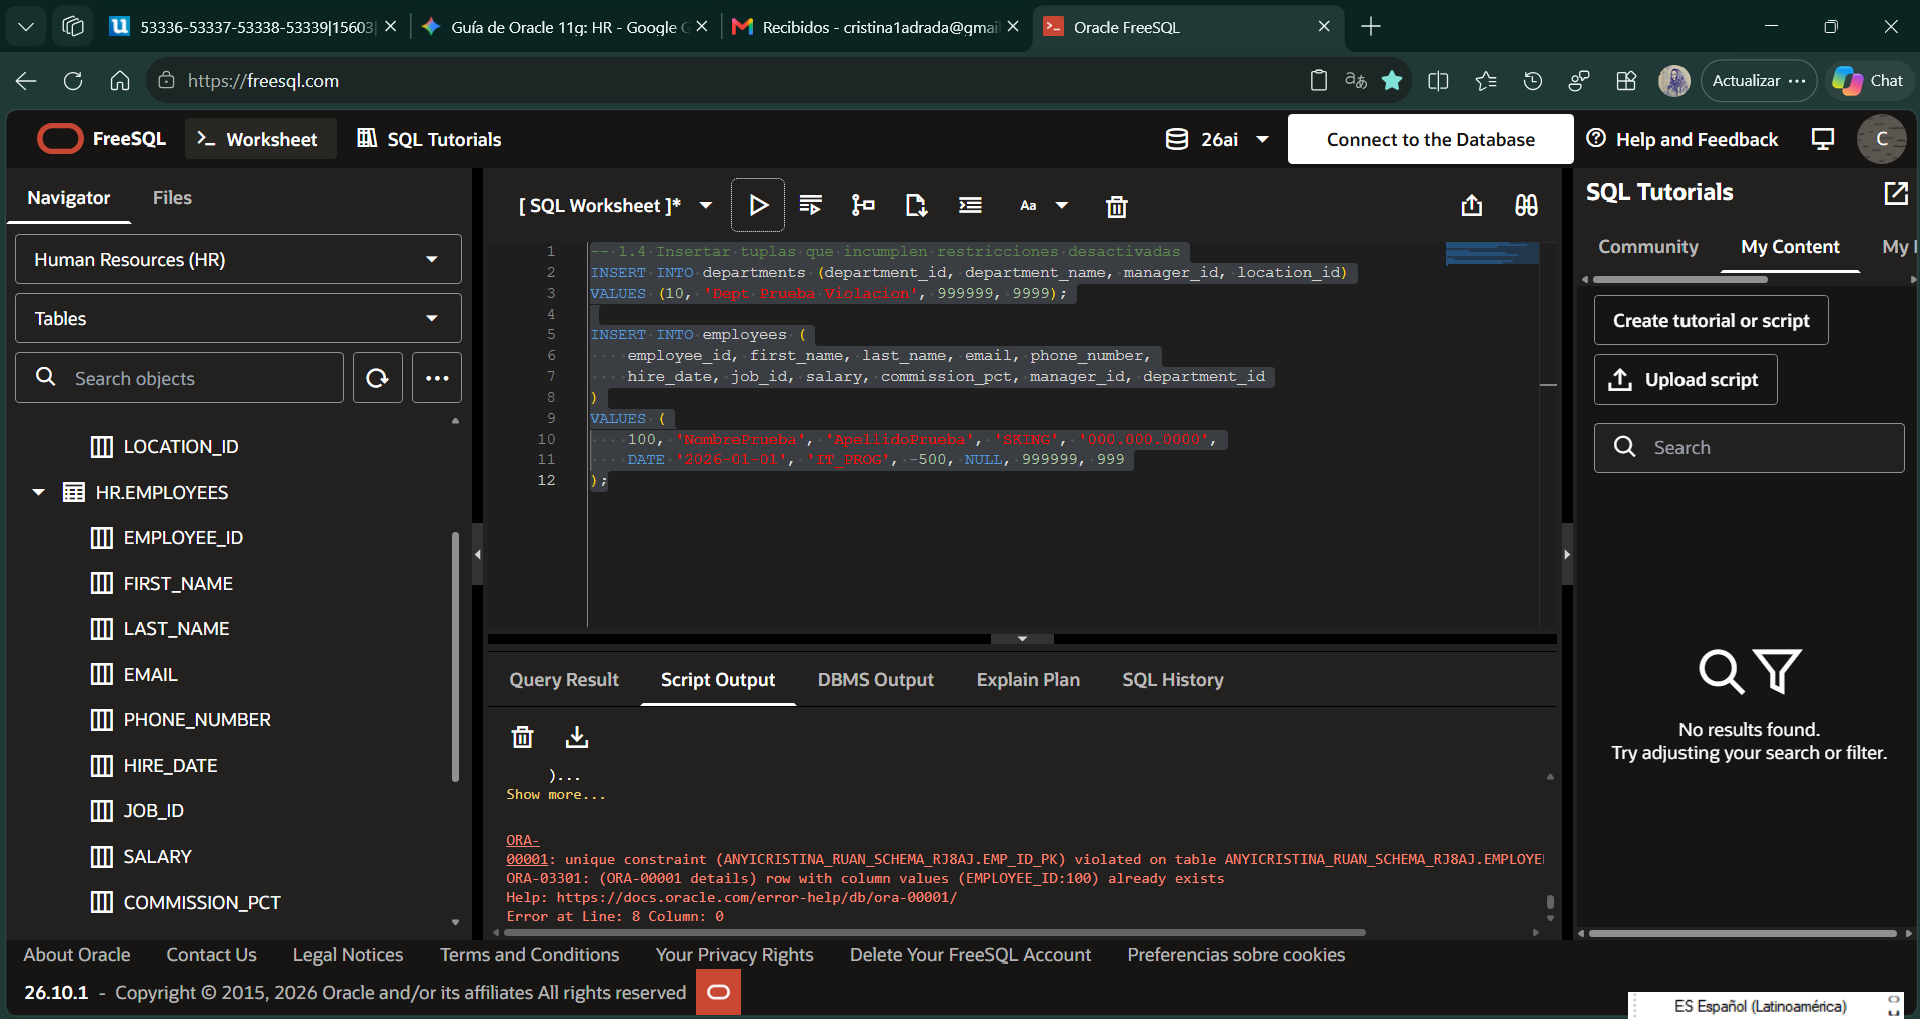 53336-53337-53338-53339|15603|
Guía de Oracle 11g: HR - Google G
Recibidos - cristina1adrada@gmai
Oracle FreeSQL
https://freesql.com
Actualizar
Chat
FreeSQL
>_ Worksheet
SQL Tutorials
26ai
Connect to the Database
Help and Feedback
C
Navigator
Files
Human Resources (HR)
Tables
Search objects
LOCATION_ID
HR.EMPLOYEES
EMPLOYEE_ID
FIRST_NAME
LAST_NAME
EMAIL
PHONE_NUMBER
HIRE_DATE
JOB_ID
SALARY
COMMISSION_PCT
[ SQL Worksheet ]*
Aa
1 -- 1.4 Insertar tuplas que incumplen restricciones desactivadas
2 INSERT INTO departments (department_id, department_name, manager_id, location_id)
3 VALUES (10, 'Dept Prueba Violacion', 999999, 9999);
4
5 INSERT INTO employees (
6 employee_id, first_name, last_name, email, phone_number,
7 hire_date, job_id, salary, commission_pct, manager_id, department_id
8 )
9 VALUES (
10 100, 'NombrePrueba', 'ApellidoPrueba', 'SKING', '000.000.0000',
11 DATE '2026-01-01', 'IT_PROG', -500, NULL, 999999, 999
12 );
Query Result
Script Output
DBMS Output
Explain Plan
SQL History
)...
Show more...
ORA-
00001: unique constraint (ANYICRISTINA_RUAN_SCHEMA_RJ8AJ.EMP_ID_PK) violated on table ANYICRISTINA_RUAN_SCHEMA_RJ8AJ.EMPLOYE
ORA-03301: (ORA-00001 details) row with column values (EMPLOYEE_ID:100) already exists
Help: https://docs.oracle.com/error-help/db/ora-00001/
Error at Line: 8 Column: 0
SQL Tutorials
Community
My Content
My
Create tutorial or script
Upload script
Search
No results found.
Try adjusting your search or filter.
About Oracle
Contact Us
Legal Notices
Terms and Conditions
Your Privacy Rights
Delete Your FreeSQL Account
Preferencias sobre cookies
26.10.1 - Copyright © 2015, 2026 Oracle and/or its affiliates All rights reserved
ES Español (Latinoamérica)